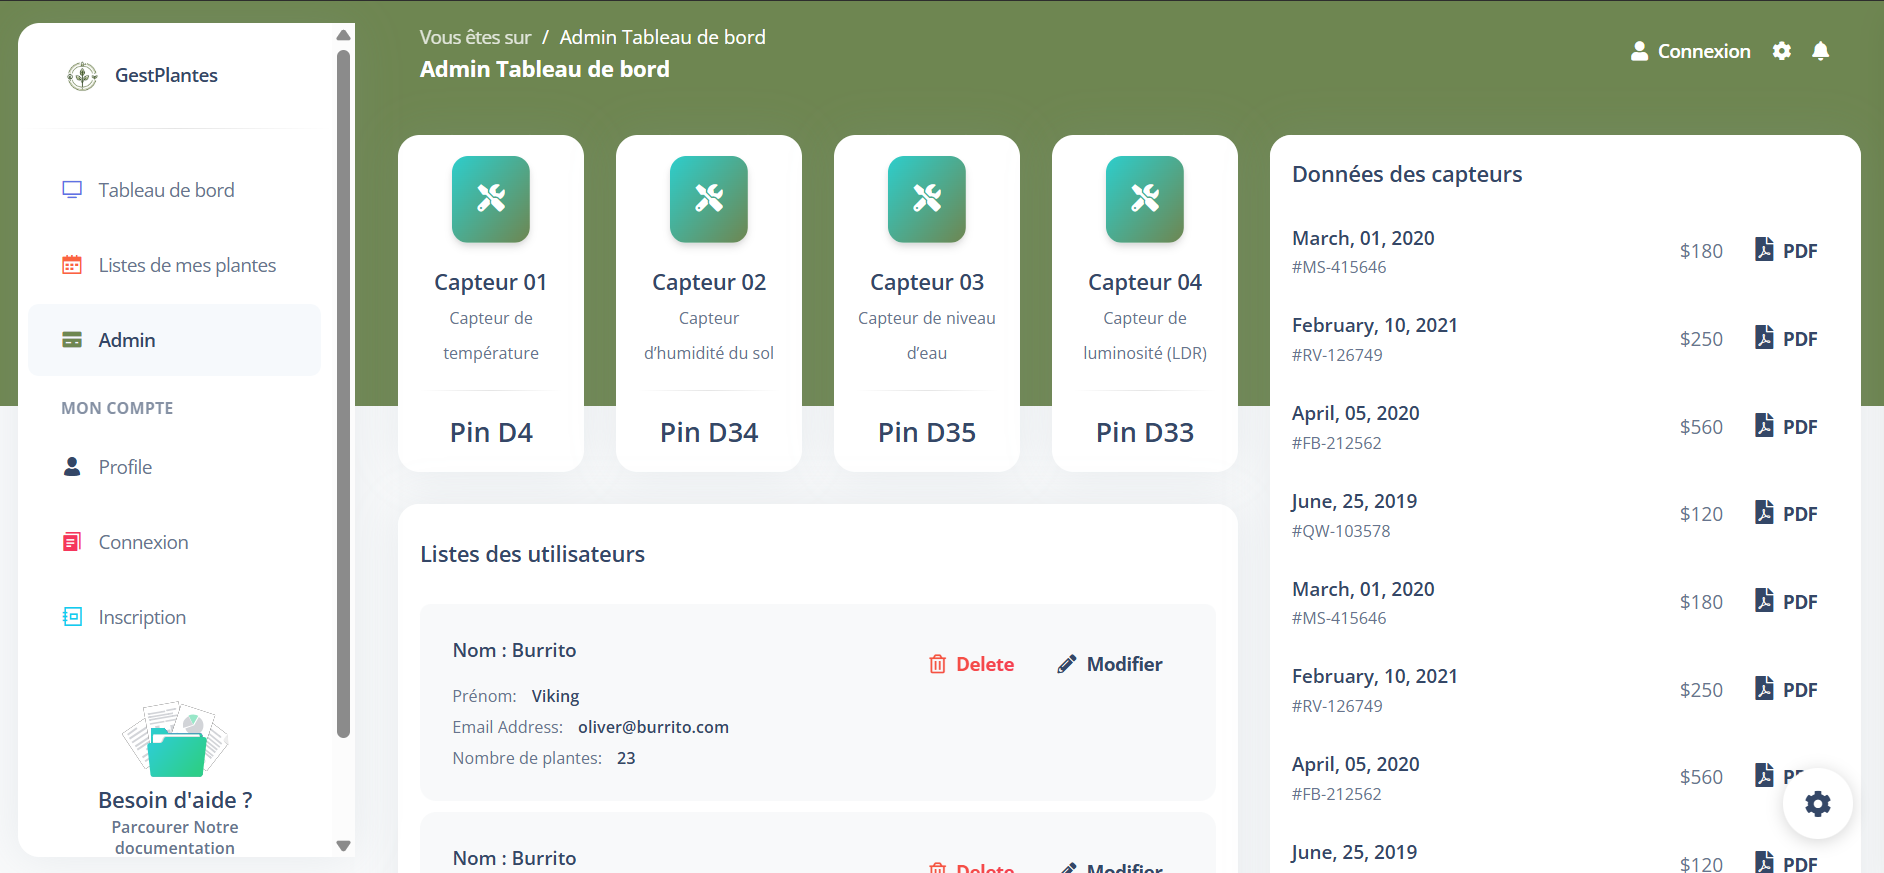 GestPlantes
Tableau de bord
Listes de mes plantes
Admin
MON COMPTE
Profile
Connexion
Inscription
Besoin d'aide ?
Parcourer Notre
documentation
Vous êtes sur / Admin Tableau de bord
Admin Tableau de bord
Connexion
Capteur 01
Capteur de
température
Pin D4
Capteur 02
Capteur
d’humidité du sol
Pin D34
Capteur 03
Capteur de niveau
d’eau
Pin D35
Capteur 04
Capteur de
luminosité (LDR)
Pin D33
Listes des utilisateurs
Nom : Burrito
Delete Modifier
Prénom: Viking
Email Address: oliver@burrito.com
Nombre de plantes: 23
Nom : Burrito
Delete Modifier
Données des capteurs
March, 01, 2020
#MS-415646
$180 PDF
February, 10, 2021
#RV-126749
$250 PDF
April, 05, 2020
#FB-212562
$560 PDF
June, 25, 2019
#QW-103578
$120 PDF
March, 01, 2020
#MS-415646
$180 PDF
February, 10, 2021
#RV-126749
$250 PDF
April, 05, 2020
#FB-212562
$560 PDF
June, 25, 2019
$120 PDF